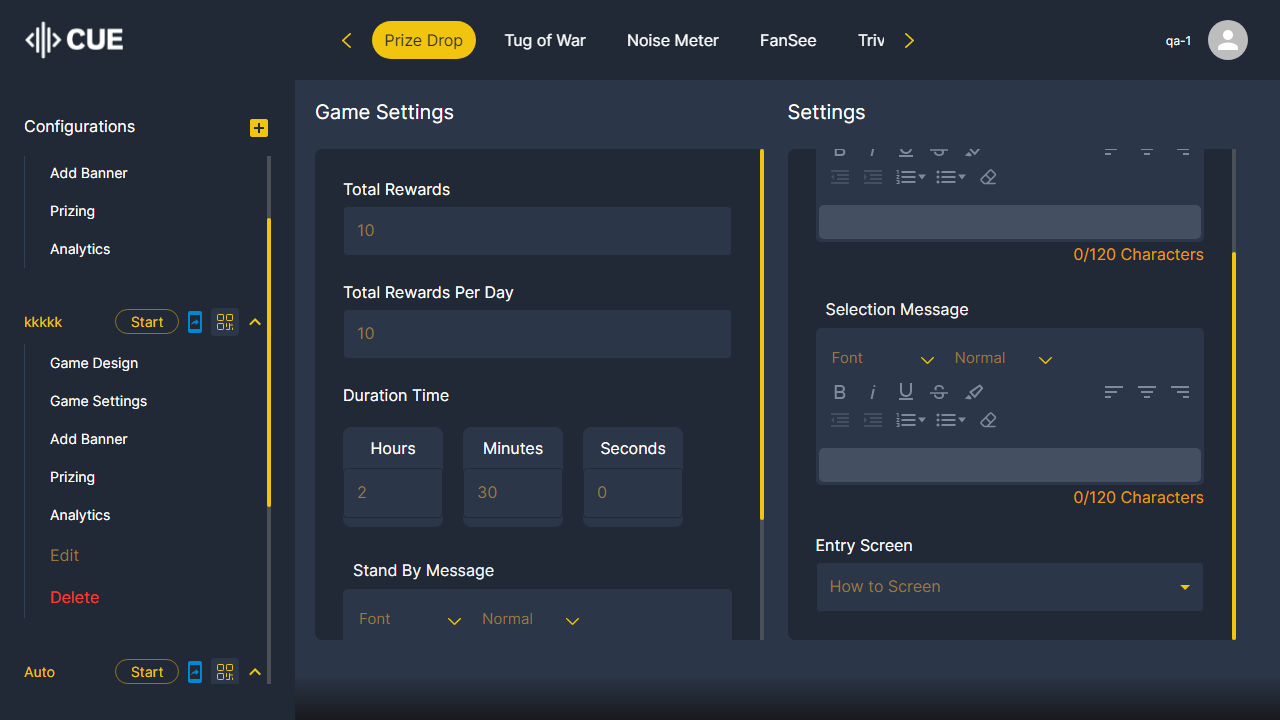 CUE
Prize Drop
Tug of War
Noise Meter
FanSee
Triv
qa-1
Configurations
Add Banner
Prizing
Analytics
kkkkk
Start
Game Design
Game Settings
Add Banner
Prizing
Analytics
Edit
Delete
Auto
Start
Game Settings
Total Rewards
10
Total Rewards Per Day
10
Duration Time
Hours
Minutes
Seconds
2
30
0
Stand By Message
Font
Normal
Settings
B i U S
0/120 Characters
Selection Message
Font
Normal
B i U S
0/120 Characters
Entry Screen
How to Screen